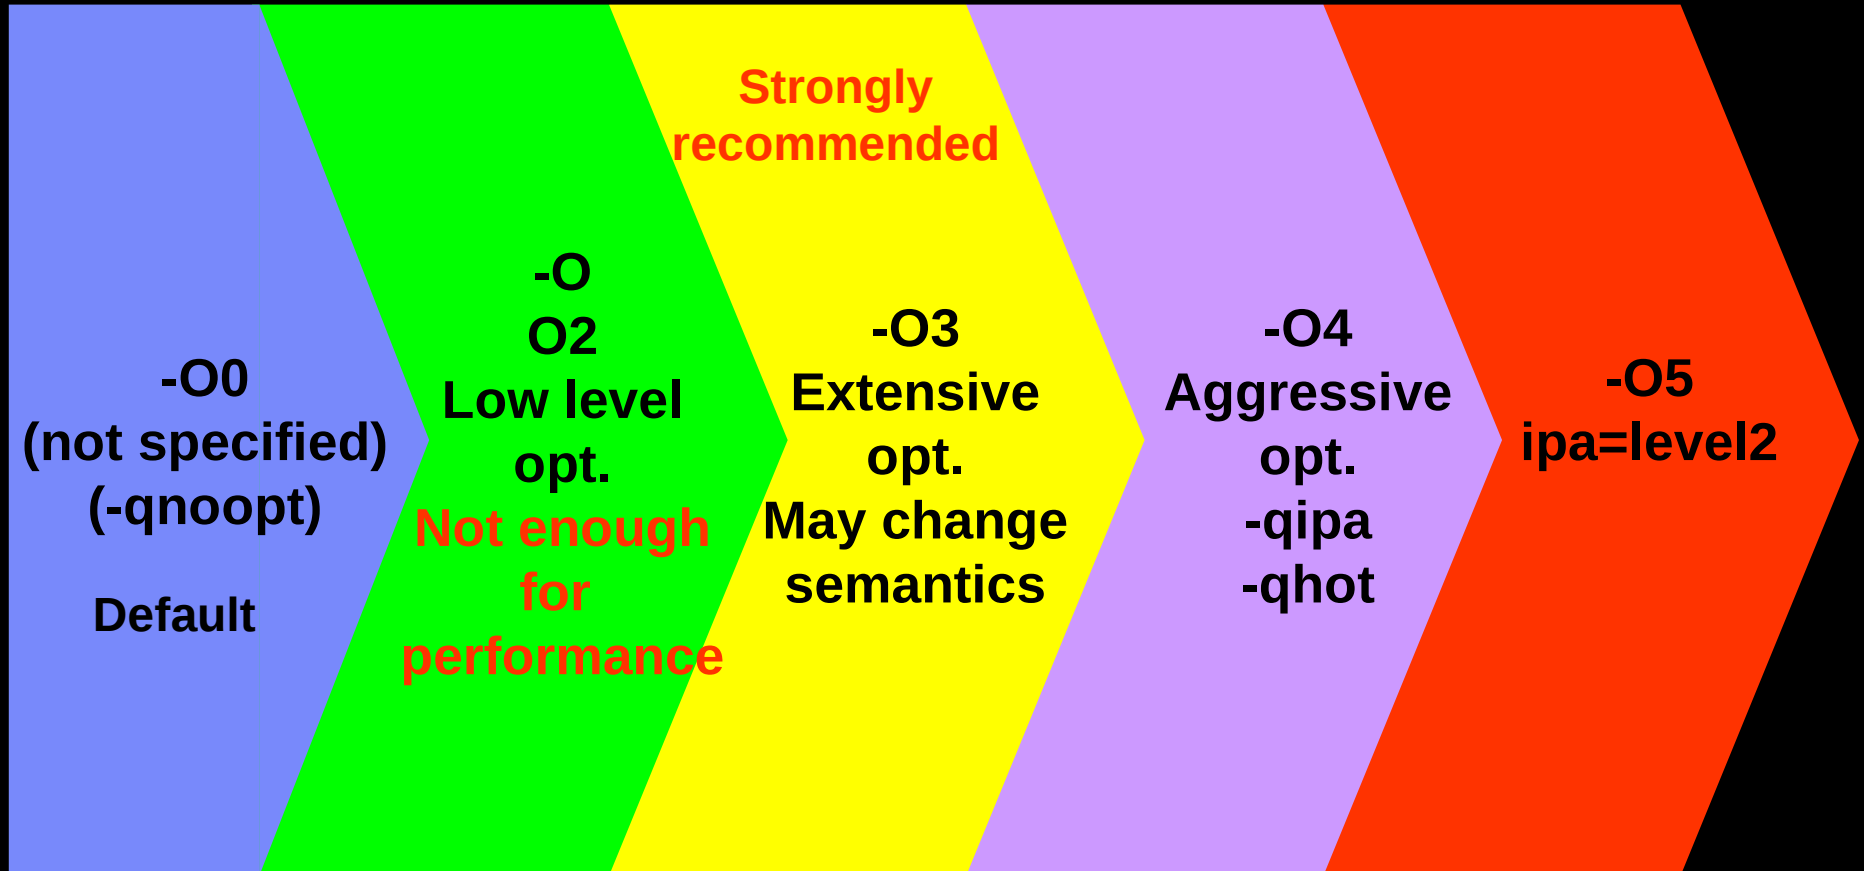 -O0
(not specified)
(-qnoopt)
Default
-O
O2
Low level
opt.
Not enough
for
performance
Strongly
recommended
-O3
Extensive
opt.
May change
semantics
-O4
Aggressive
opt.
-qipa
-qhot
-O5
ipa=level2